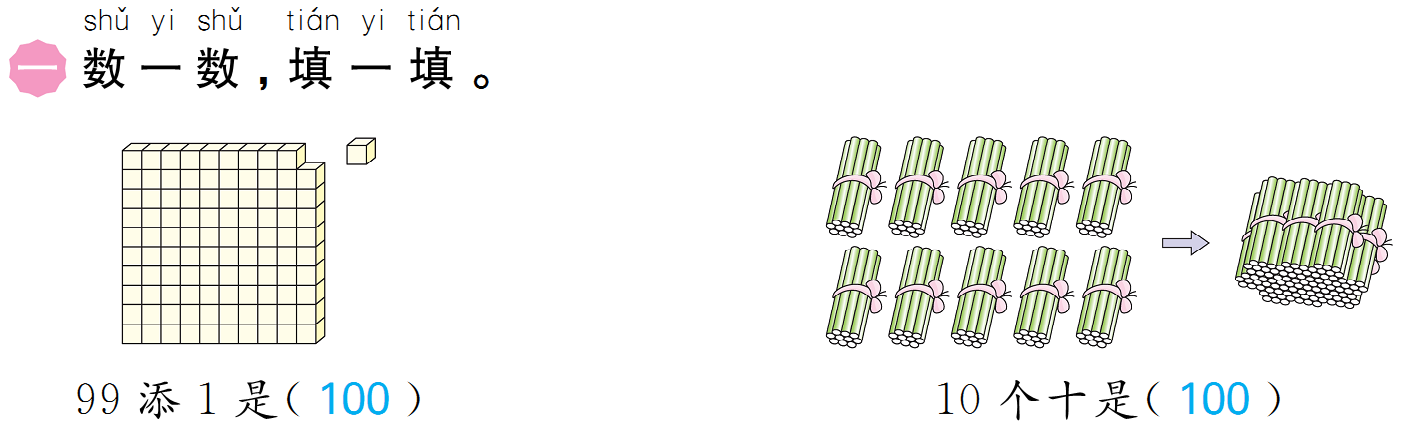 shǔ yi shǔ tián yi tián
一 数一数,填一填。
99 添 1 是( 100 )
10 个十是( 100 )